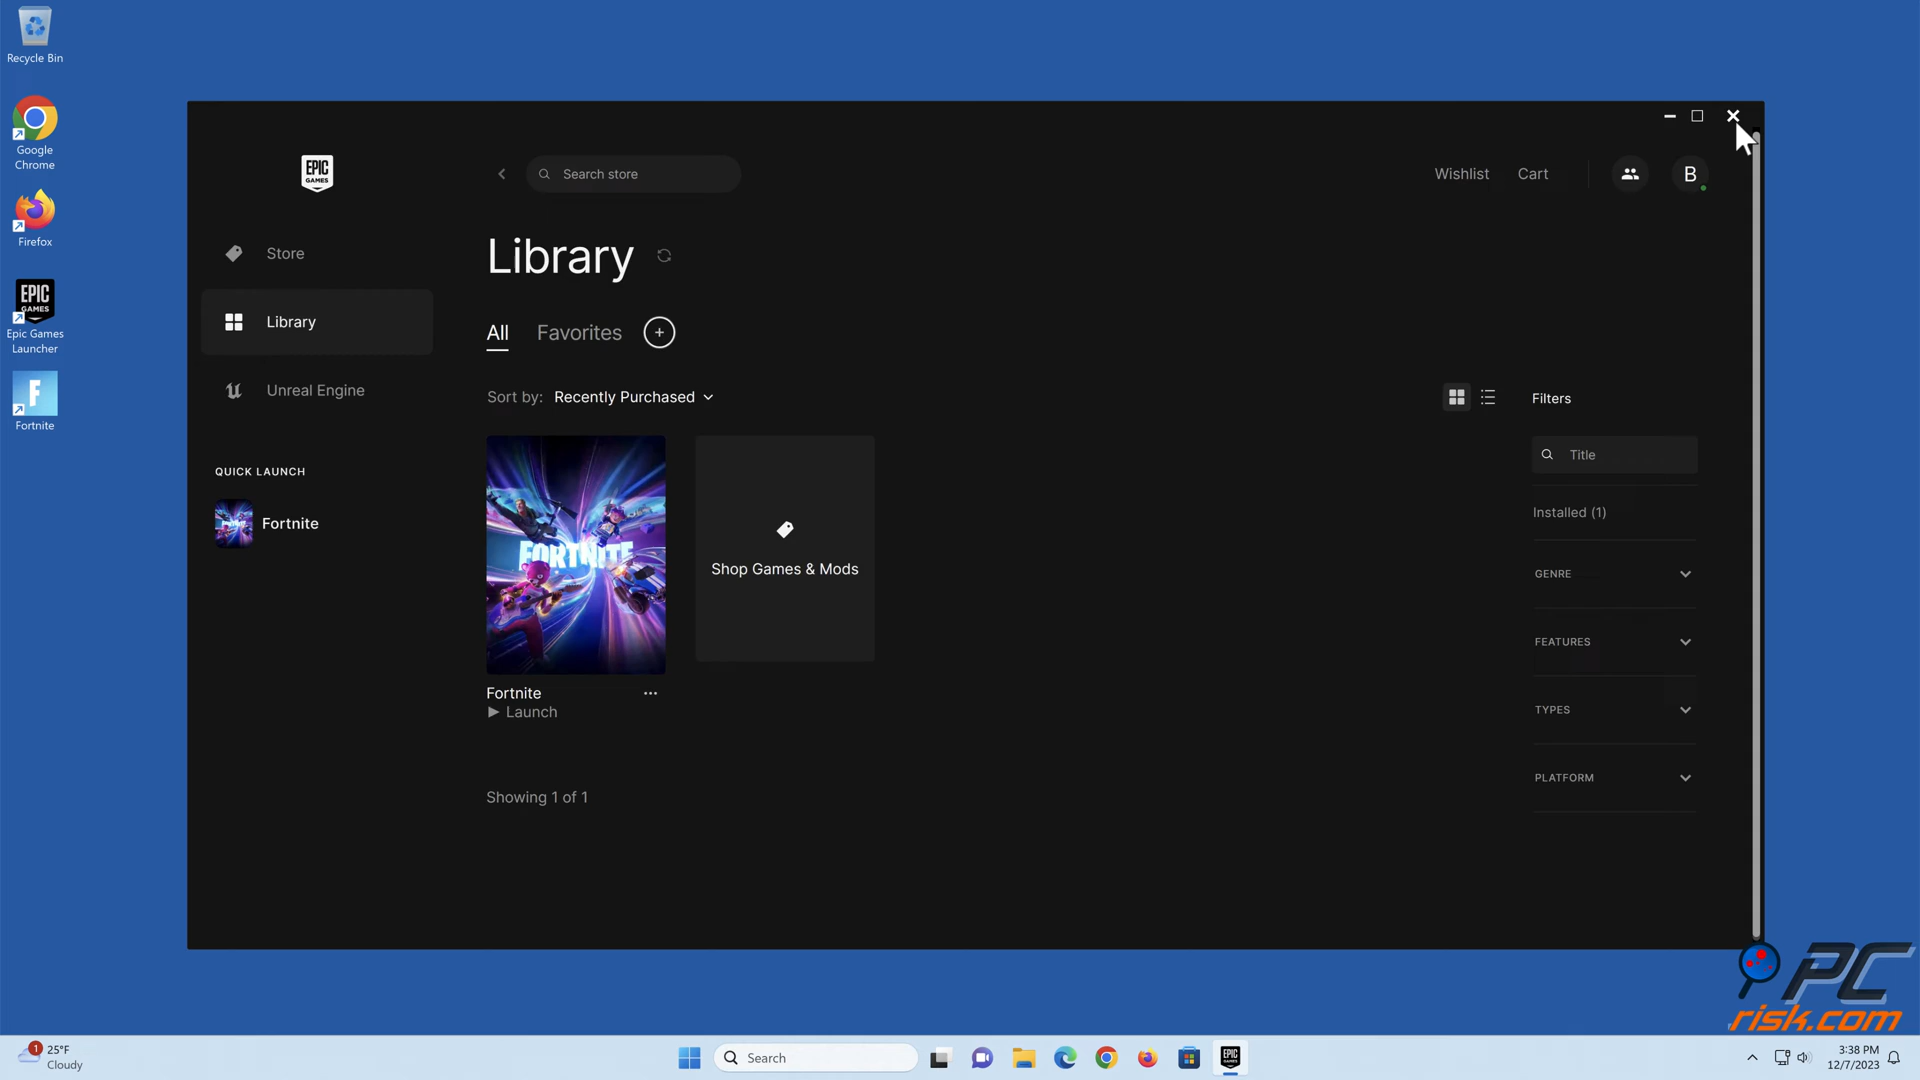 Recycle Bin
Google
Chrome
Firefox
EPIC
GAMES
Epic Games
Launcher
F
Fortnite
EPIC
GAMES
Search store
Wishlist
Cart
B
Store
Library
Unreal Engine
QUICK LAUNCH
Fortnite
Library
All
Favorites
Sort by: Recently Purchased
Filters
FORTNITE
Shop Games & Mods
Fortnite
Launch
Showing 1 of 1
Title
Installed (1)
GENRE
FEATURES
TYPES
PLATFORM
PC
risk.com
1
25°F
Cloudy
Search
EPIC
GAMES
3:38 PM
12/7/2023